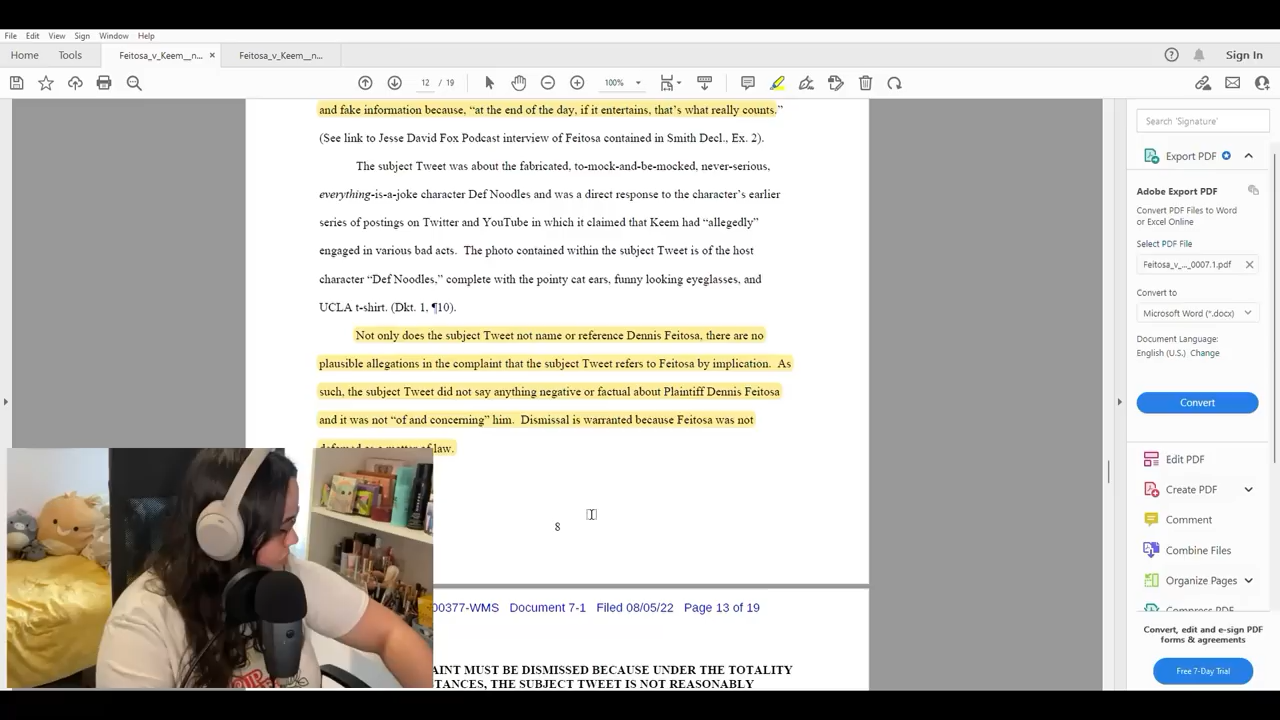 File Edit View Sign Window Help
Home Tools Feitosa_v_Keem__n... × Feitosa_v_Keem__n... Sign In
12 / 19 100%
and fake information because, “at the end of the day, if it entertains, that’s what really counts.”
(See link to Jesse David Fox Podcast interview of Feitosa contained in Smith Decl., Ex. 2).
The subject Tweet was about the fabricated, to-mock-and-be-mocked, never-serious,
everything-is-a-joke character Def Noodles and was a direct response to the character’s earlier
series of postings on Twitter and YouTube in which it claimed that Keem had “allegedly”
engaged in various bad acts. The photo contained within the subject Tweet is of the host
character “Def Noodles,” complete with the pointy cat ears, funny looking eyeglasses, and
UCLA t-shirt. (Dkt. 1, ¶10).
Not only does the subject Tweet not name or reference Dennis Feitosa, there are no
plausible allegations in the complaint that the subject Tweet refers to Feitosa by implication. As
such, the subject Tweet did not say anything negative or factual about Plaintiff Dennis Feitosa
and it was not “of and concerning” him. Dismissal is warranted because Feitosa was not
law.
8
00377-WMS Document 7-1 Filed 08/05/22 Page 13 of 19
AINT MUST BE DISMISSED BECAUSE UNDER THE TOTALITY
TANCES, THE SUBJECT TWEET IS NOT REASONABLY
Search 'Signature'
Export PDF
Adobe Export PDF
Convert PDF Files to Word
or Excel Online
Select PDF File
Feitosa_v_..._0007.1.pdf
Convert to
Microsoft Word (*.docx)
Document Language:
English (U.S.) Change
Convert
Edit PDF
Create PDF
Comment
Combine Files
Organize Pages
Compress PDF
Convert, edit and e-sign PDF
forms & agreements
Free 7-Day Trial